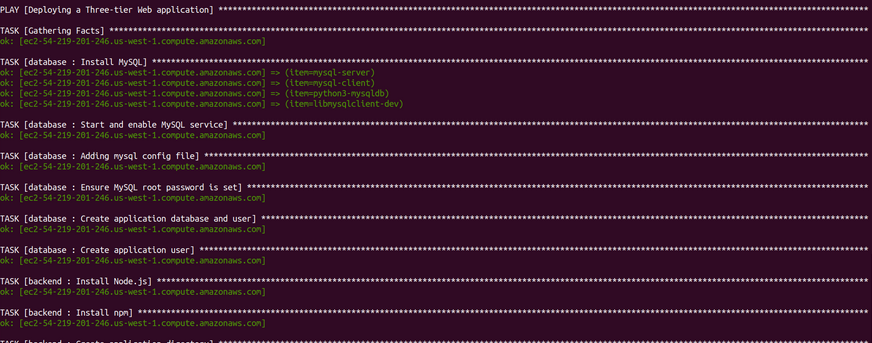 PLAY [Deploying a Three-tier Web application] ****************************************************************************************************************************************
TASK [Gathering Facts] ***************************************************************************************************************************************************************
ok: [ec2-54-219-201-246.us-west-1.compute.amazonaws.com]
TASK [database : Install MySQL] ******************************************************************************************************************************************************
ok: [ec2-54-219-201-246.us-west-1.compute.amazonaws.com] => (item=mysql-server)
ok: [ec2-54-219-201-246.us-west-1.compute.amazonaws.com] => (item=mysql-client)
ok: [ec2-54-219-201-246.us-west-1.compute.amazonaws.com] => (item=python3-mysqldb)
ok: [ec2-54-219-201-246.us-west-1.compute.amazonaws.com] => (item=libmysqlclient-dev)
TASK [database : Start and enable MySQL service] *************************************************************************************************************************************
ok: [ec2-54-219-201-246.us-west-1.compute.amazonaws.com]
TASK [database : Adding mysql config file] *******************************************************************************************************************************************
ok: [ec2-54-219-201-246.us-west-1.compute.amazonaws.com]
TASK [database : Ensure MySQL root password is set] **********************************************************************************************************************************
ok: [ec2-54-219-201-246.us-west-1.compute.amazonaws.com]
TASK [database : Create application database and user] *******************************************************************************************************************************
ok: [ec2-54-219-201-246.us-west-1.compute.amazonaws.com]
TASK [database : Create application user] ********************************************************************************************************************************************
ok: [ec2-54-219-201-246.us-west-1.compute.amazonaws.com]
TASK [backend : Install Node.js] *****************************************************************************************************************************************************
ok: [ec2-54-219-201-246.us-west-1.compute.amazonaws.com]
TASK [backend : Install npm] *********************************************************************************************************************************************************
ok: [ec2-54-219-201-246.us-west-1.compute.amazonaws.com]